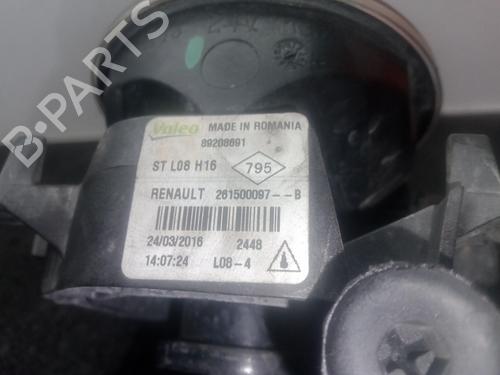 Valeo MADE IN ROMANIA
89208691
ST L08 H16 795
RENAULT 261500097--B
24/03/2016 2448
14:07:24 L08-4
B-PARTS